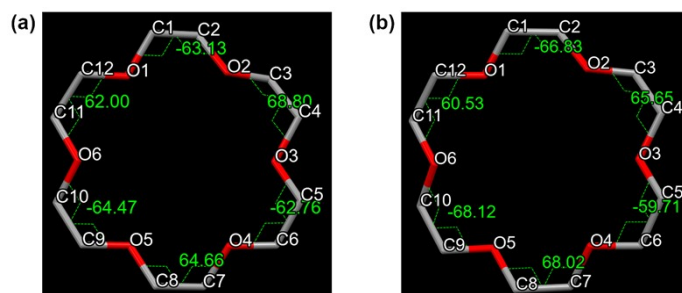 (a)
C1
C2
-63.13
C12
O1
O2
C3
62.00
68.80
C11
C4
O6
O3
C10
C5
-64.47
-62.76
C9
O5
O4
C6
64.66
C8
C7
(b)
C1
C2
-66.83
C12
O1
O2
C3
60.53
65.65
C11
C4
O6
O3
C10
C5
-68.12
-59.71
C9
O5
O4
C6
68.02
C8
C7